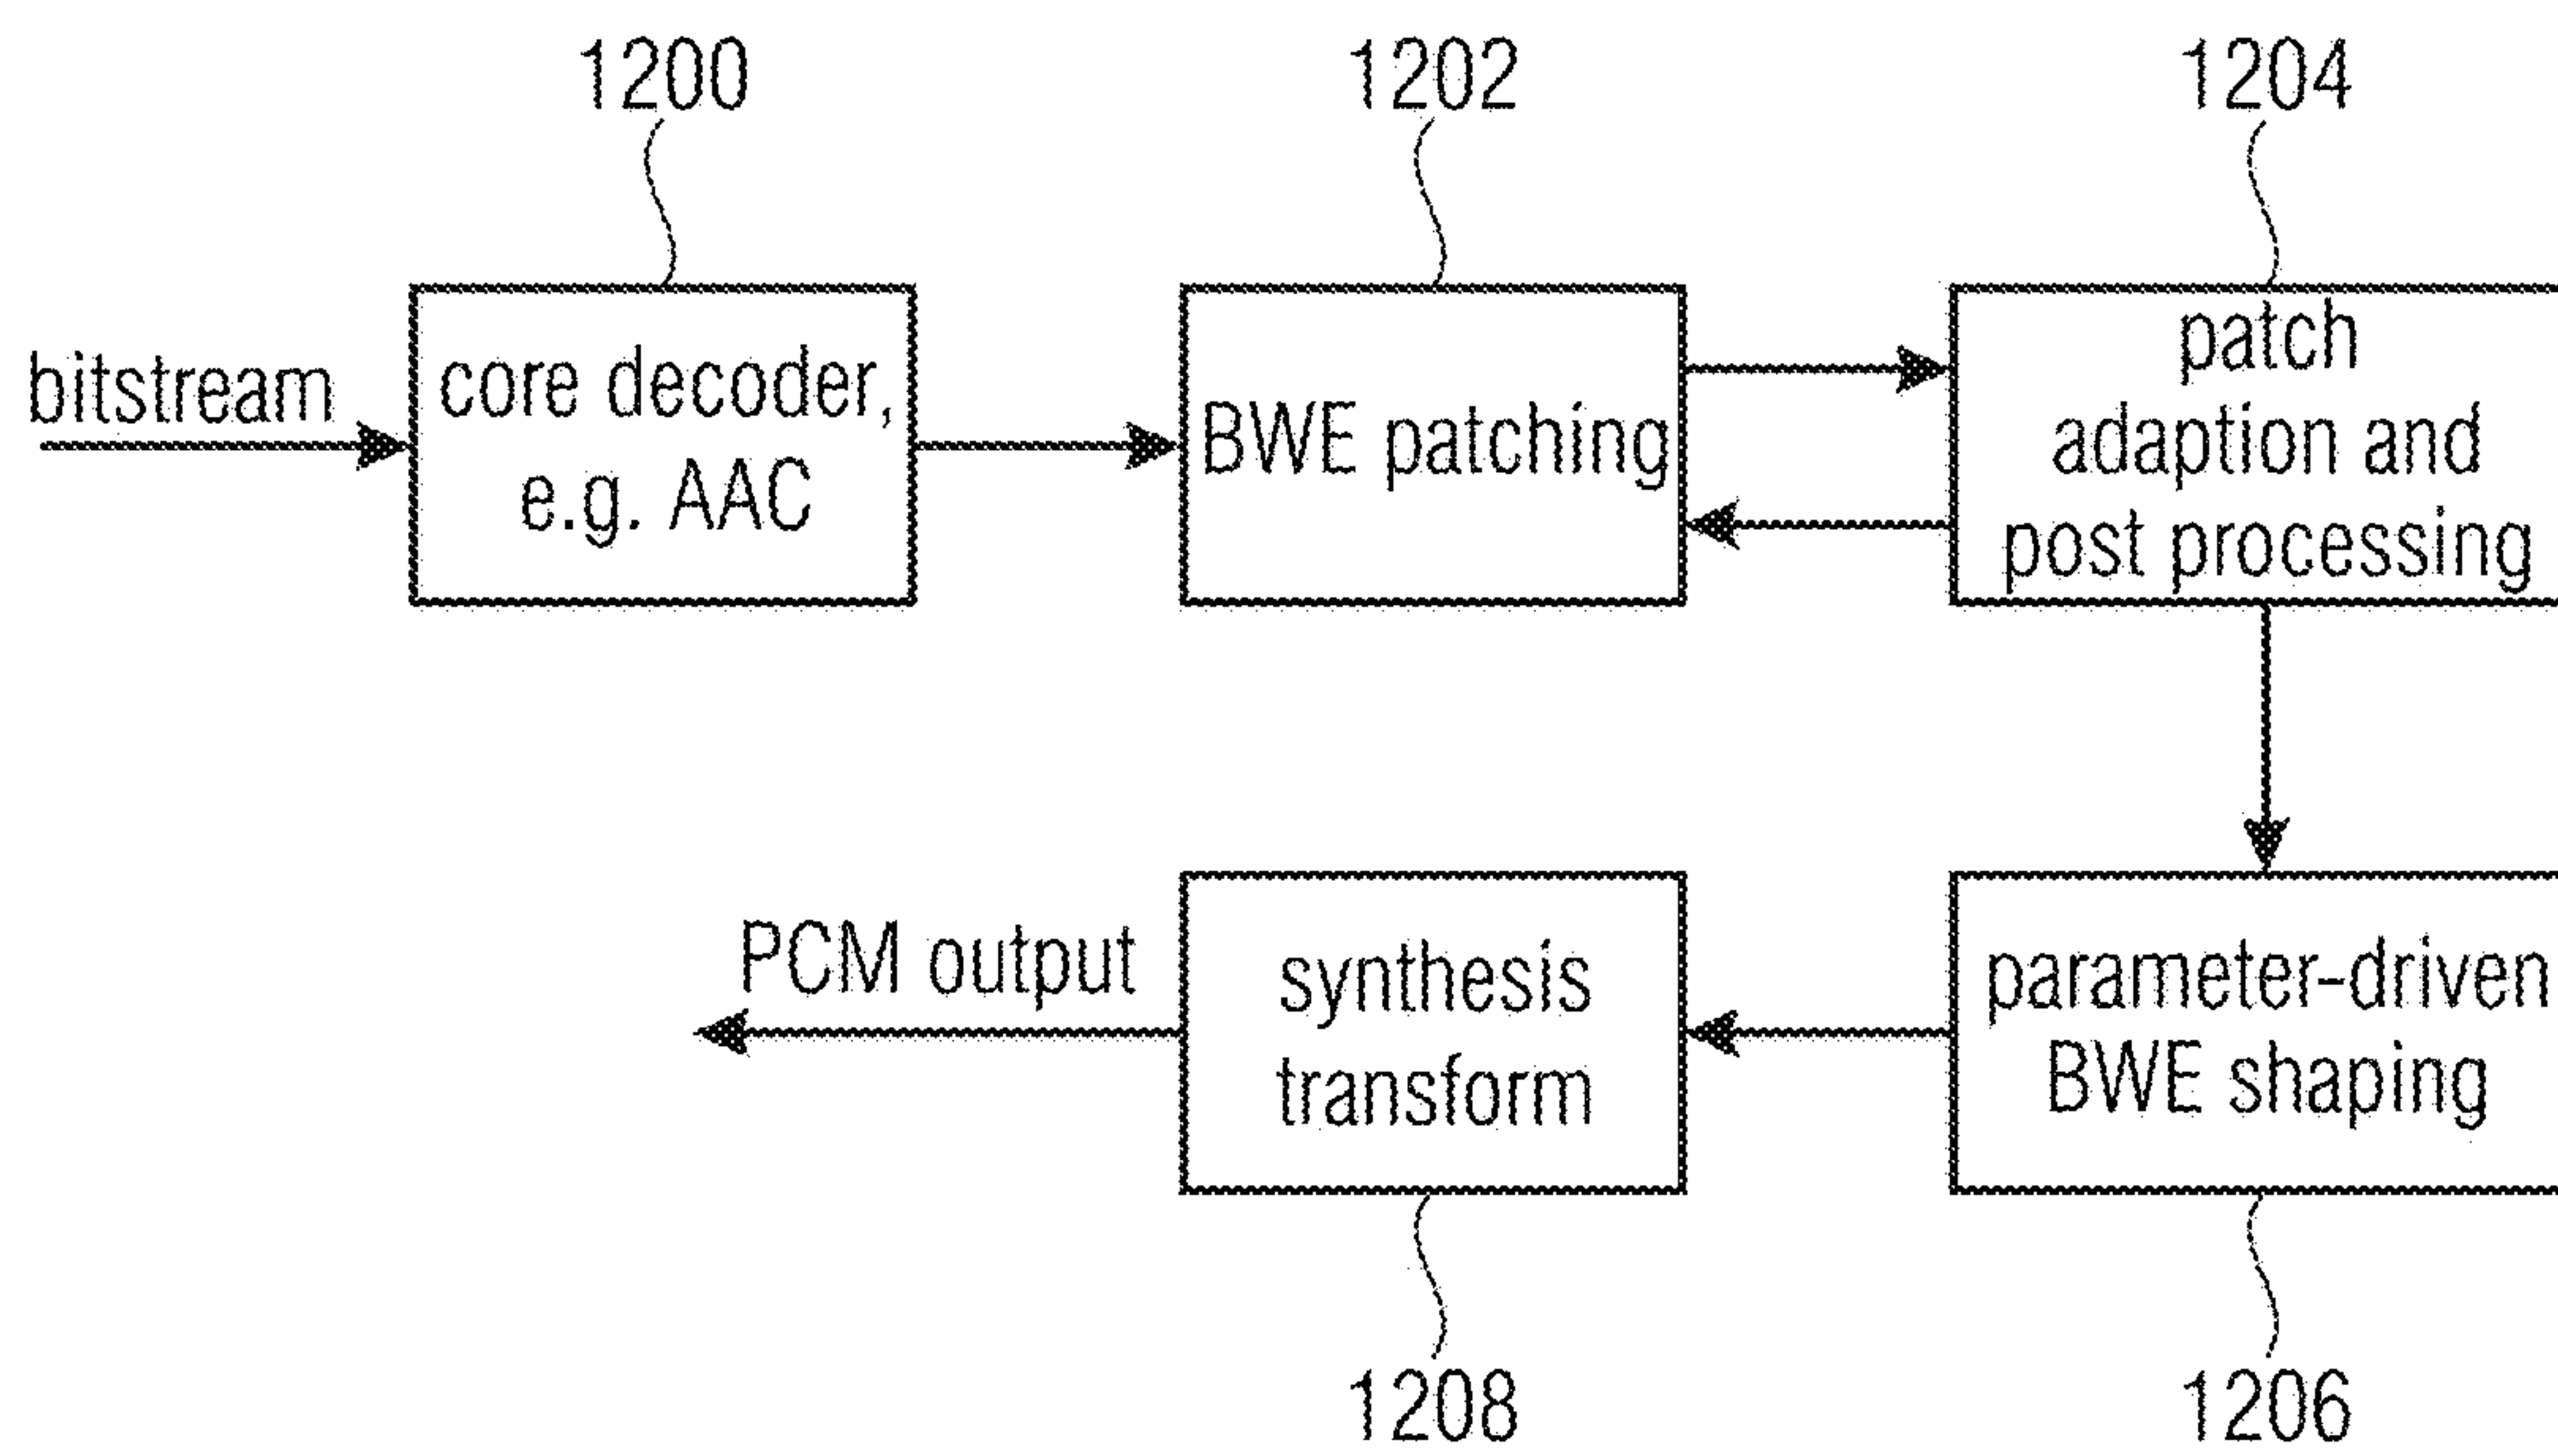 1200
1202
1204
bitstream
core decoder,
e.g. AAC
BWE patching
patch
adaption and
post processing
PCM output
synthesis
transform
parameter-driven
BWE shaping
1208
1206